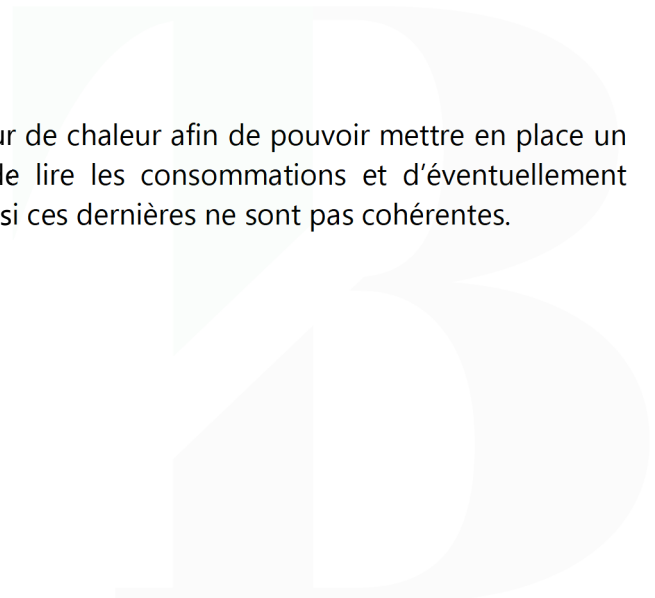 ur de chaleur afin de pouvoir mettre en place un
de lire les consommations et d’éventuellement
si ces dernières ne sont pas cohérentes.